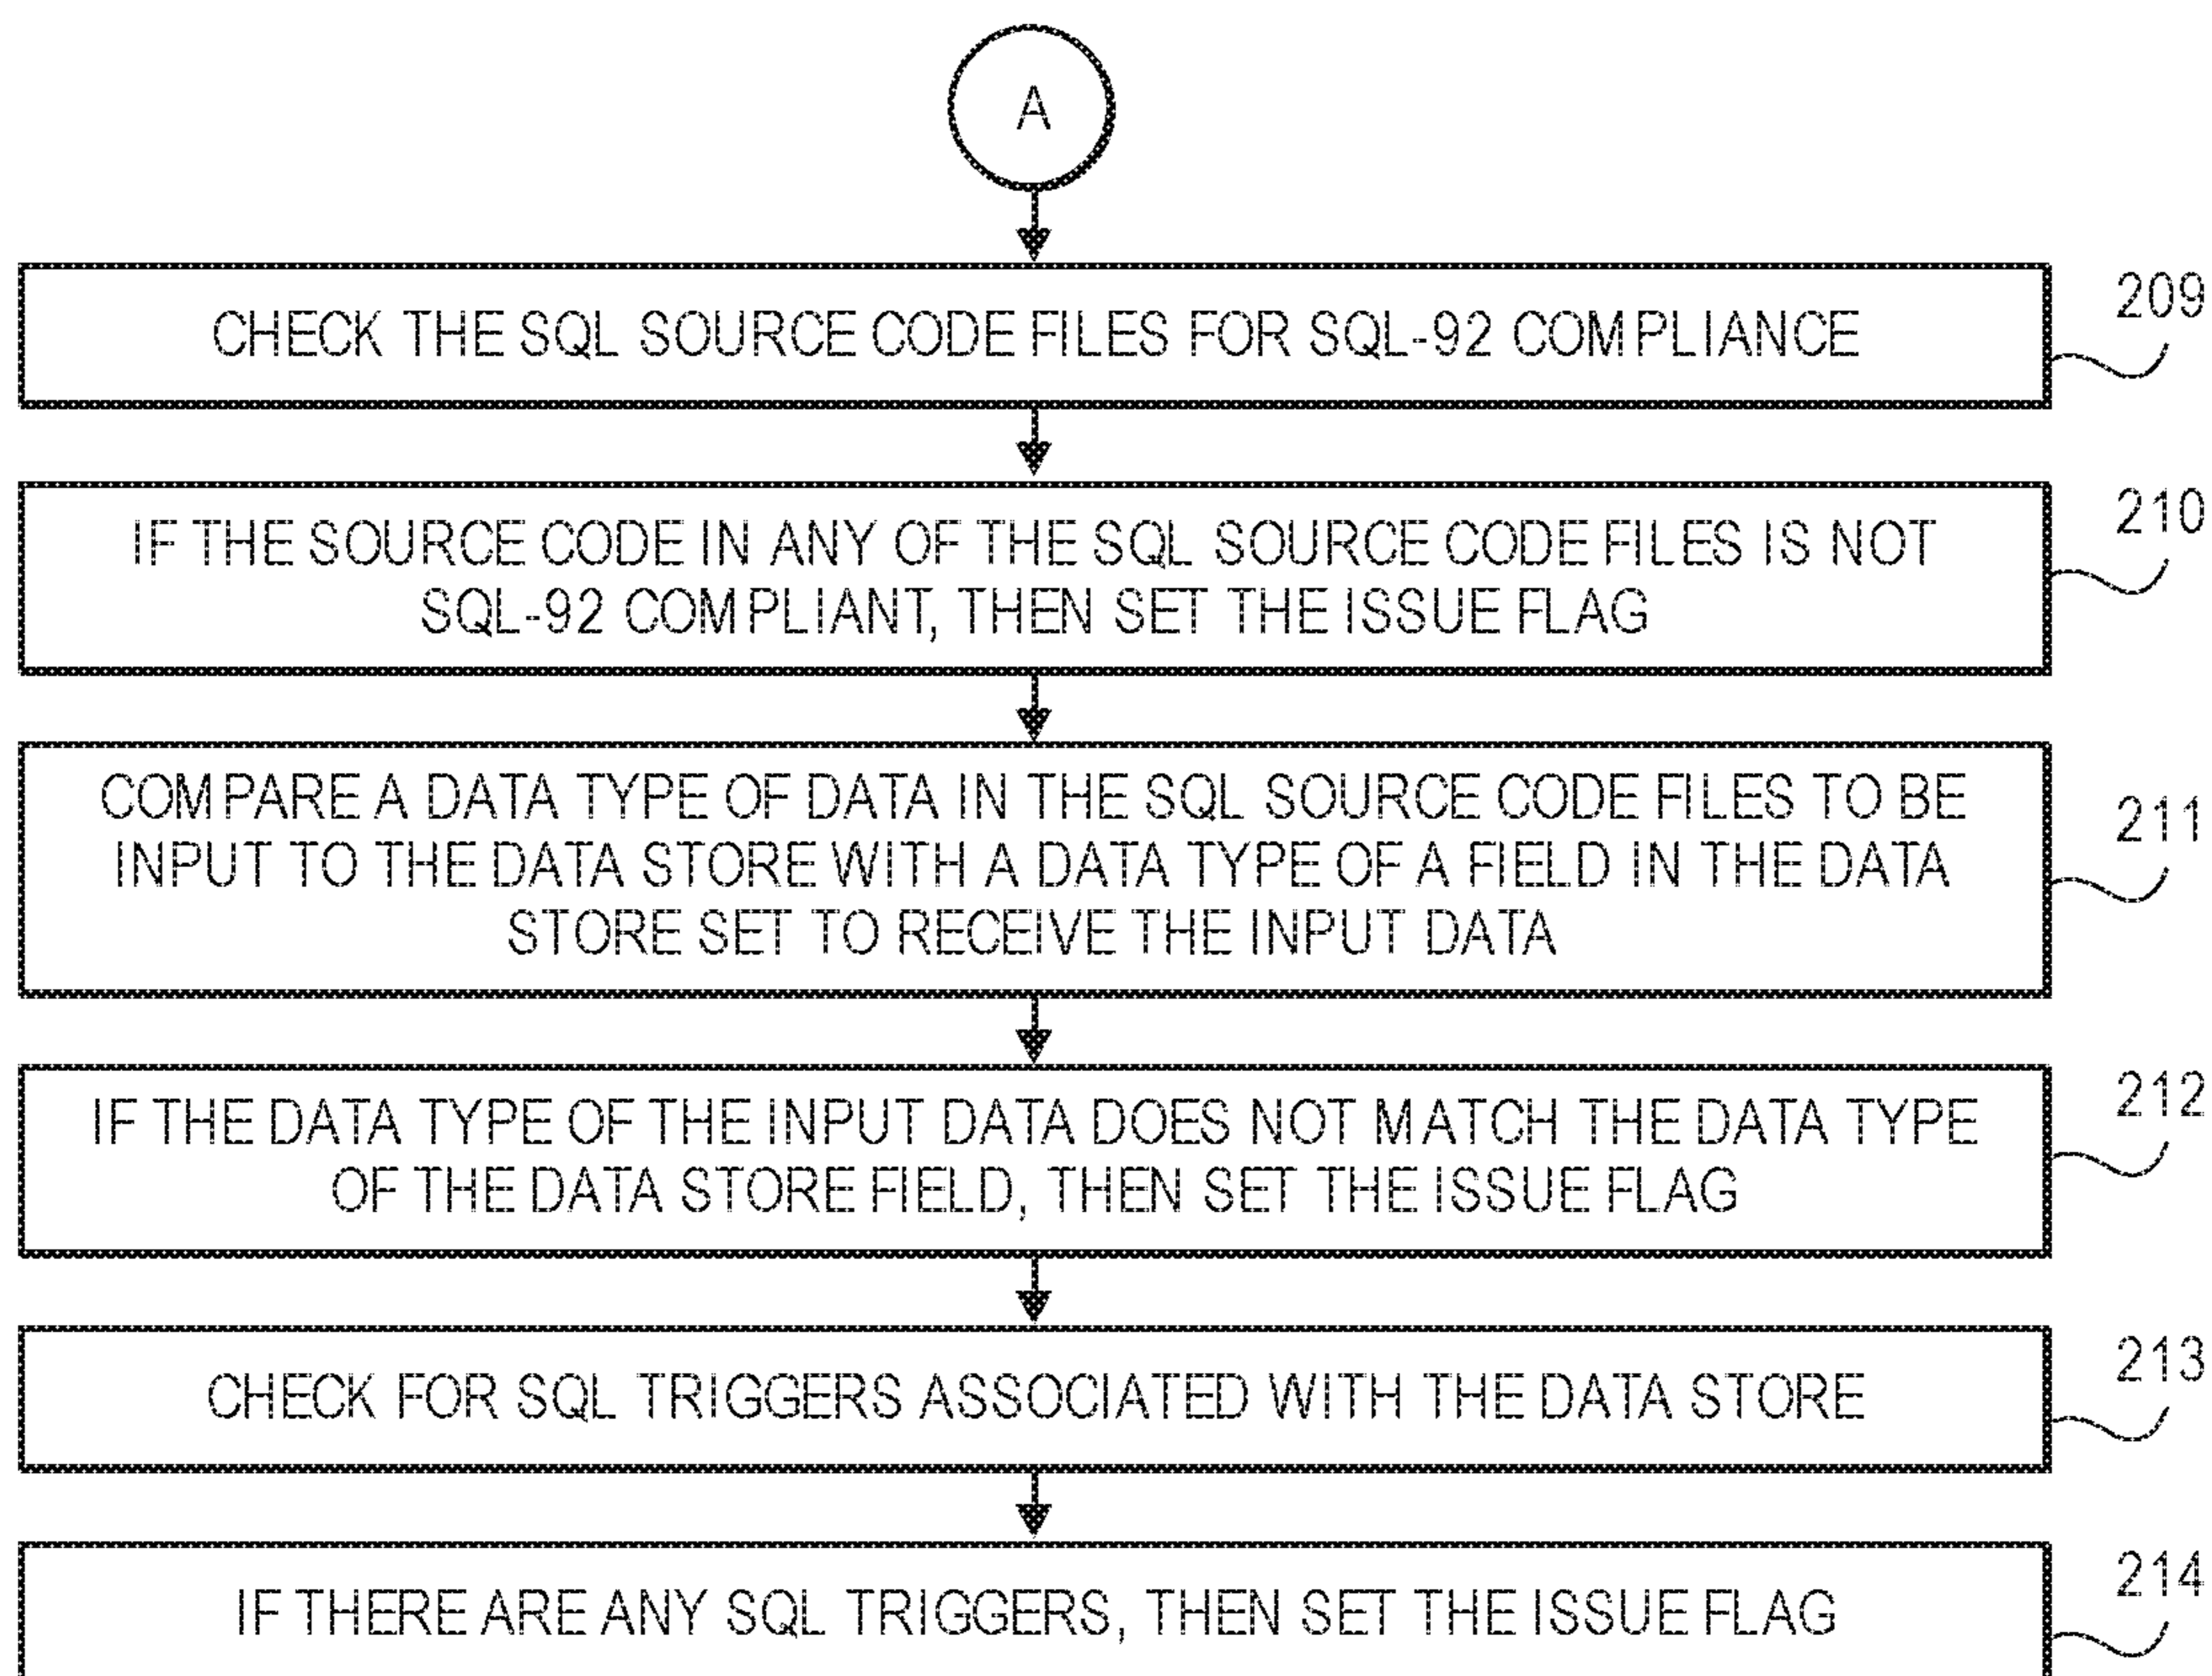 A
CHECK THE SQL SOURCE CODE FILES FOR SQL-92 COMPLIANCE
209
IF THE SOURCE CODE IN ANY OF THE SQL SOURCE CODE FILES IS NOT
SQL-92 COMPLIANT, THEN SET THE ISSUE FLAG
210
COMPARE A DATA TYPE OF DATA IN THE SQL SOURCE CODE FILES TO BE
INPUT TO THE DATA STORE WITH A DATA TYPE OF A FIELD IN THE DATA
STORE SET TO RECEIVE THE INPUT DATA
211
IF THE DATA TYPE OF THE INPUT DATA DOES NOT MATCH THE DATA TYPE
OF THE DATA STORE FIELD, THEN SET THE ISSUE FLAG
212
CHECK FOR SQL TRIGGERS ASSOCIATED WITH THE DATA STORE
213
IF THERE ARE ANY SQL TRIGGERS, THEN SET THE ISSUE FLAG
214